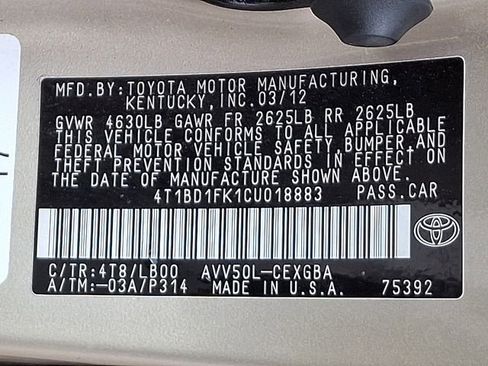 MFD.BY:TOYOTA MOTOR MANUFACTURING,
KENTUCKY,INC.03/12
GVWR 4630LB GAWR FR 2625LB RR 2625LB
THIS VEHICLE CONFORMS TO ALL APPLICABLE
FEDERAL MOTOR VEHICLE SAFETY,BUMPER,AND
THEFT PREVENTION STANDARDS IN EFFECT ON
THE DATE OF MANUFACTURE SHOWN ABOVE.
4T1BD1FK1CU018883 PASS.CAR
C/TR:4T8/LB00 AVV50L-CEXGBA
A/TM:-03A/P314 MADE IN U.S.A. 75392